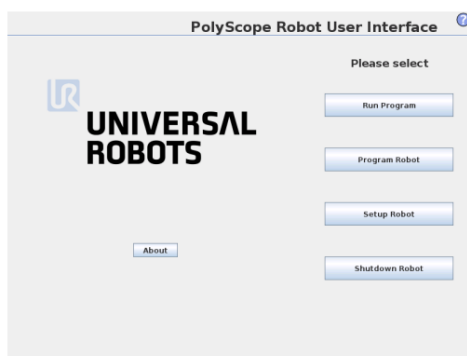 PolyScope Robot User Interface
?
Please select
UR
UNIVERSAL
ROBOTS
Run Program
Program Robot
Setup Robot
About
Shutdown Robot